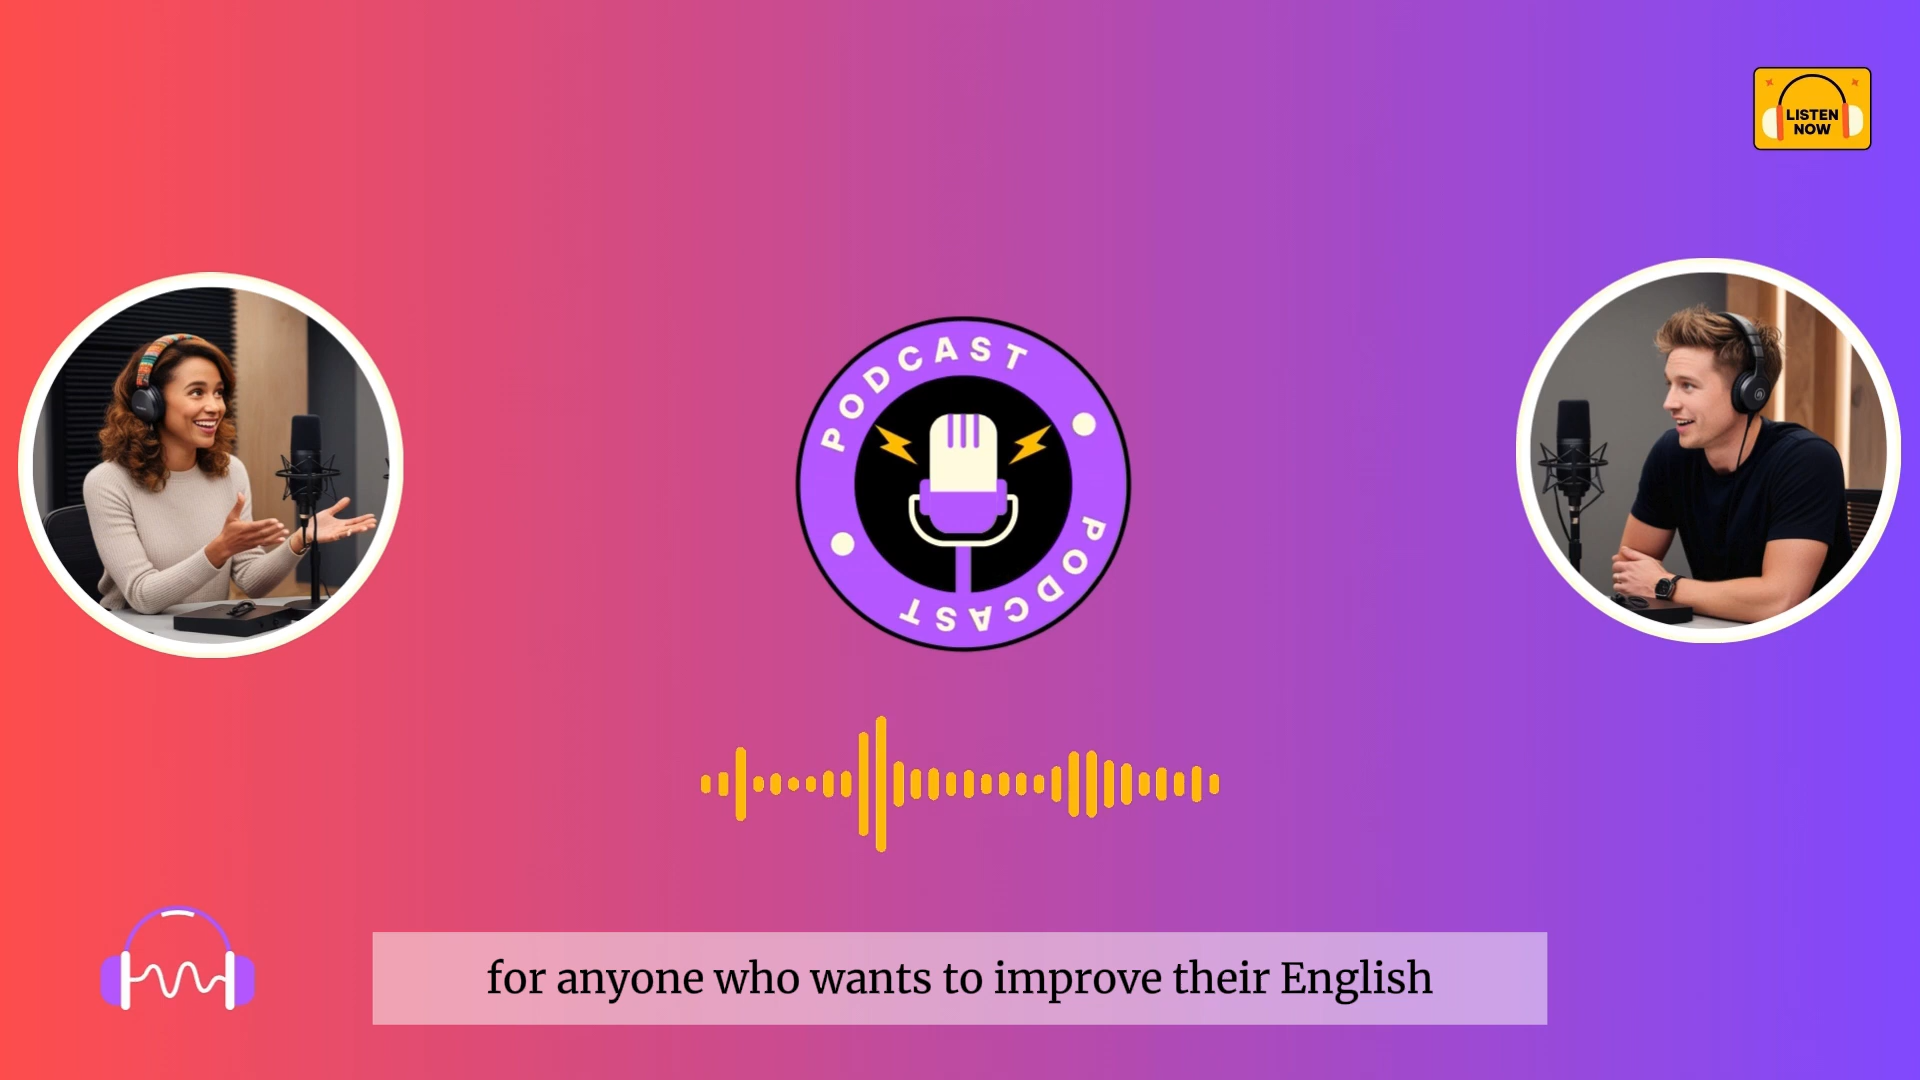 LISTEN
NOW
PODCAST
PODCAST
for anyone who wants to improve their English